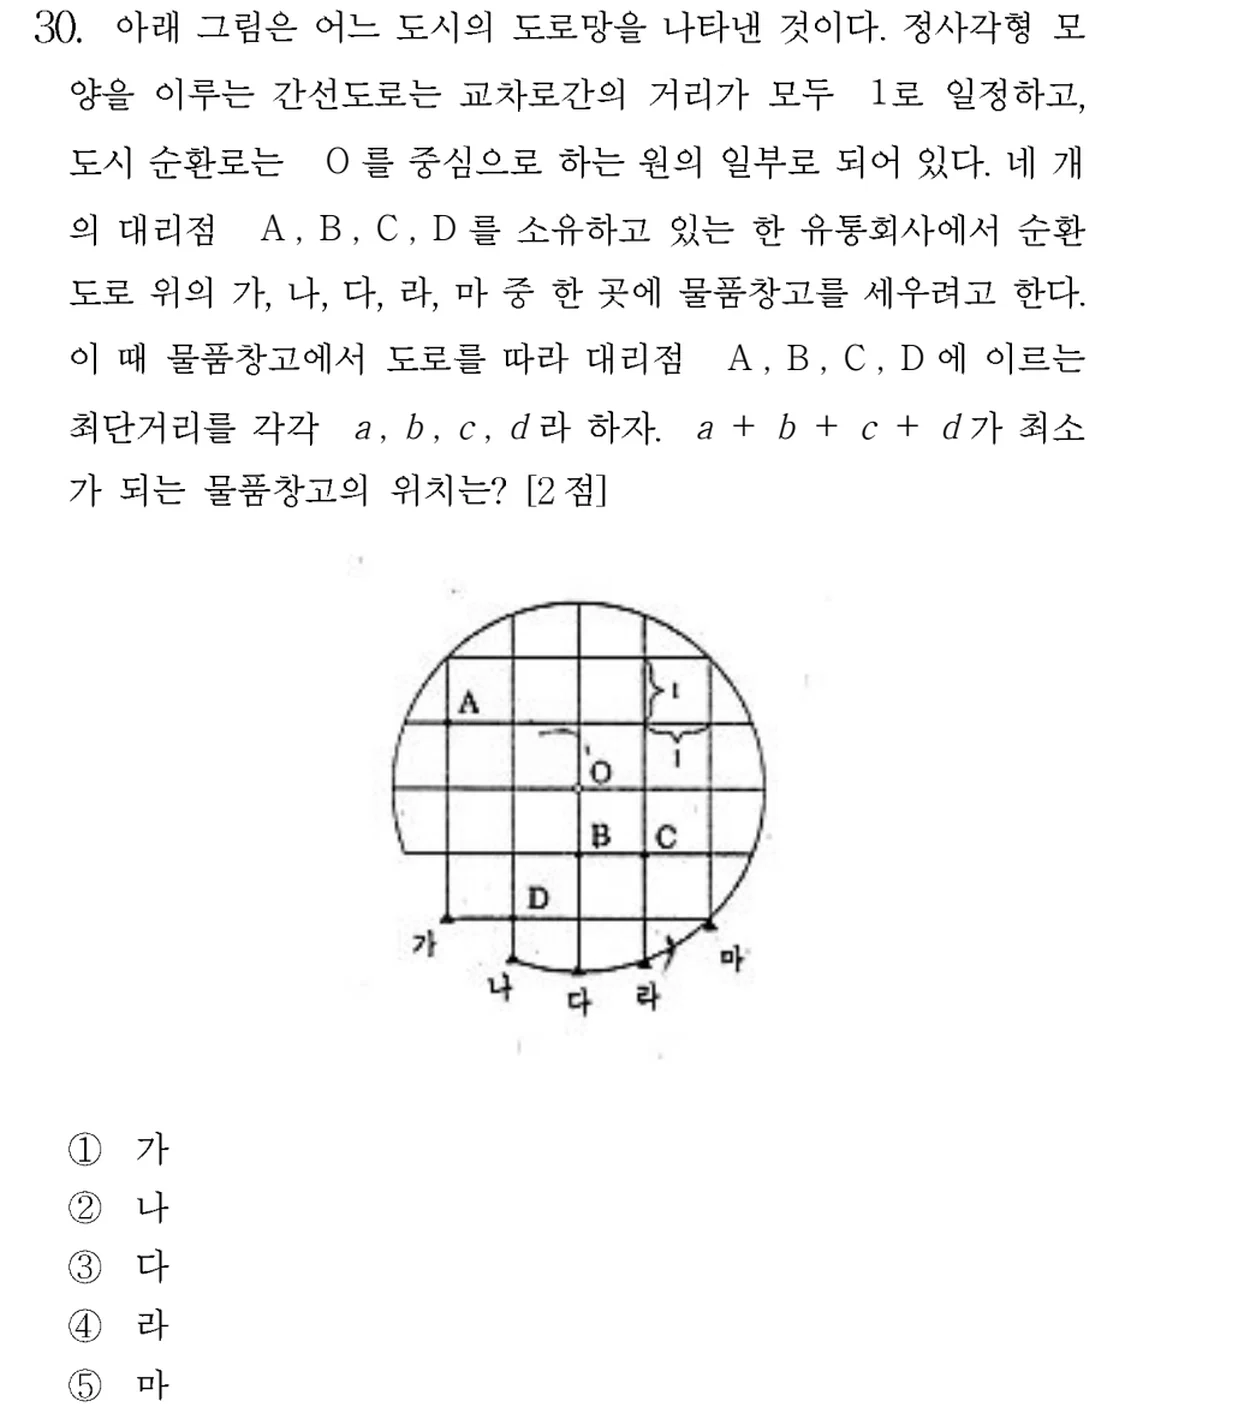 30. 아래 그림은 어느 도시의 도로망을 나타낸 것이다. 정사각형 모
양을 이루는 간선도로는 교차로간의 거리가 모두 1로 일정하고,
도시 순환로는 O를 중심으로 하는 원의 일부로 되어 있다. 네 개
의 대리점 A, B, C, D를 소유하고 있는 한 유통회사에서 순환
도로 위의 가, 나, 다, 라, 마 중 한 곳에 물품창고를 세우려고 한다.
이 때 물품창고에서 도로를 따라 대리점 A, B, C, D에 이르는
최단거리를 각각 a, b, c, d라 하자. a + b + c + d가 최소
가 되는 물품창고의 위치는? [2점]
A
1
1
O
B C
D
가
마
나
다
라
① 가
② 나
③ 다
④ 라
⑤ 마